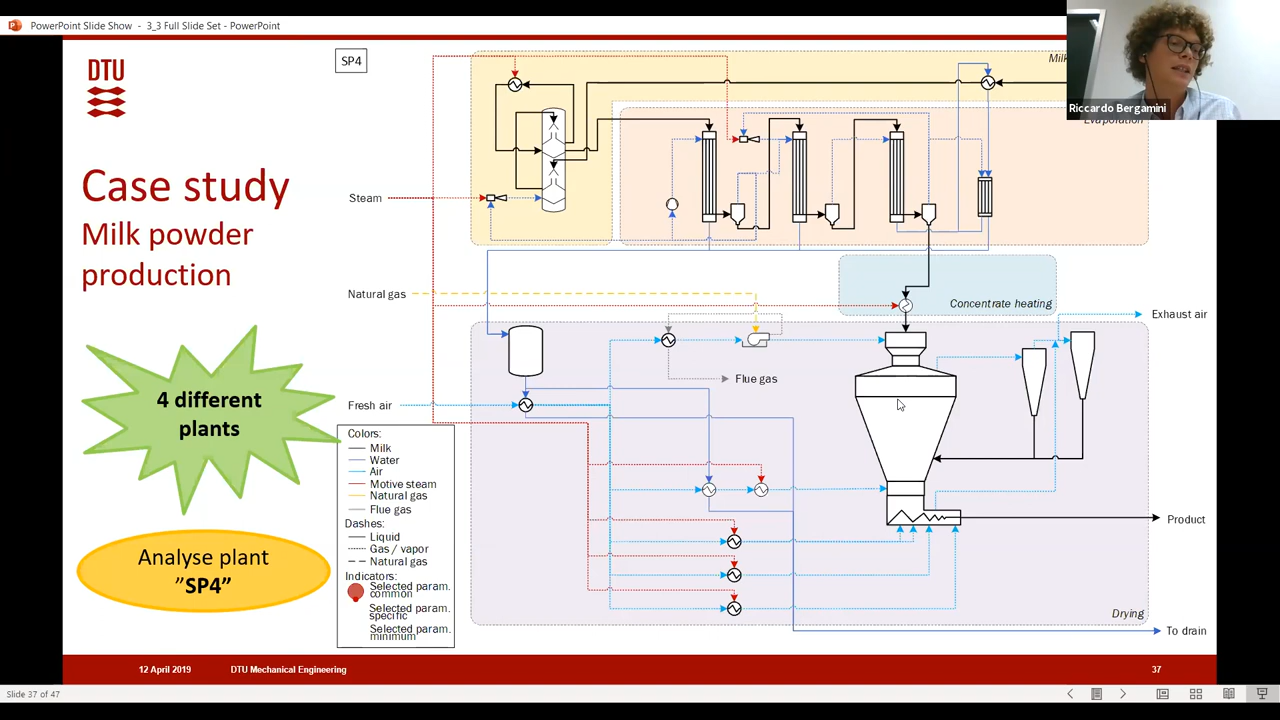 PowerPoint Slide Show - 3_3 Full Slide Set - PowerPoint
DTU
SP4
Case study
Milk powder
production
4 different
plants
Analyse plant
”SP4”
Riccardo Bergamini
Steam
Natural gas
Concentrate heating
Exhaust air
Flue gas
Fresh air
Colors:
Milk
Water
Air
Motive steam
Natural gas
Flue gas
Dashes:
Liquid
Gas / vapor
Natural gas
Indicators:
Selected param.
common
Selected param.
specific
Selected param.
minimum
Product
Drying
To drain
12 April 2019
DTU Mechanical Engineering
37
Slide 37 of 47